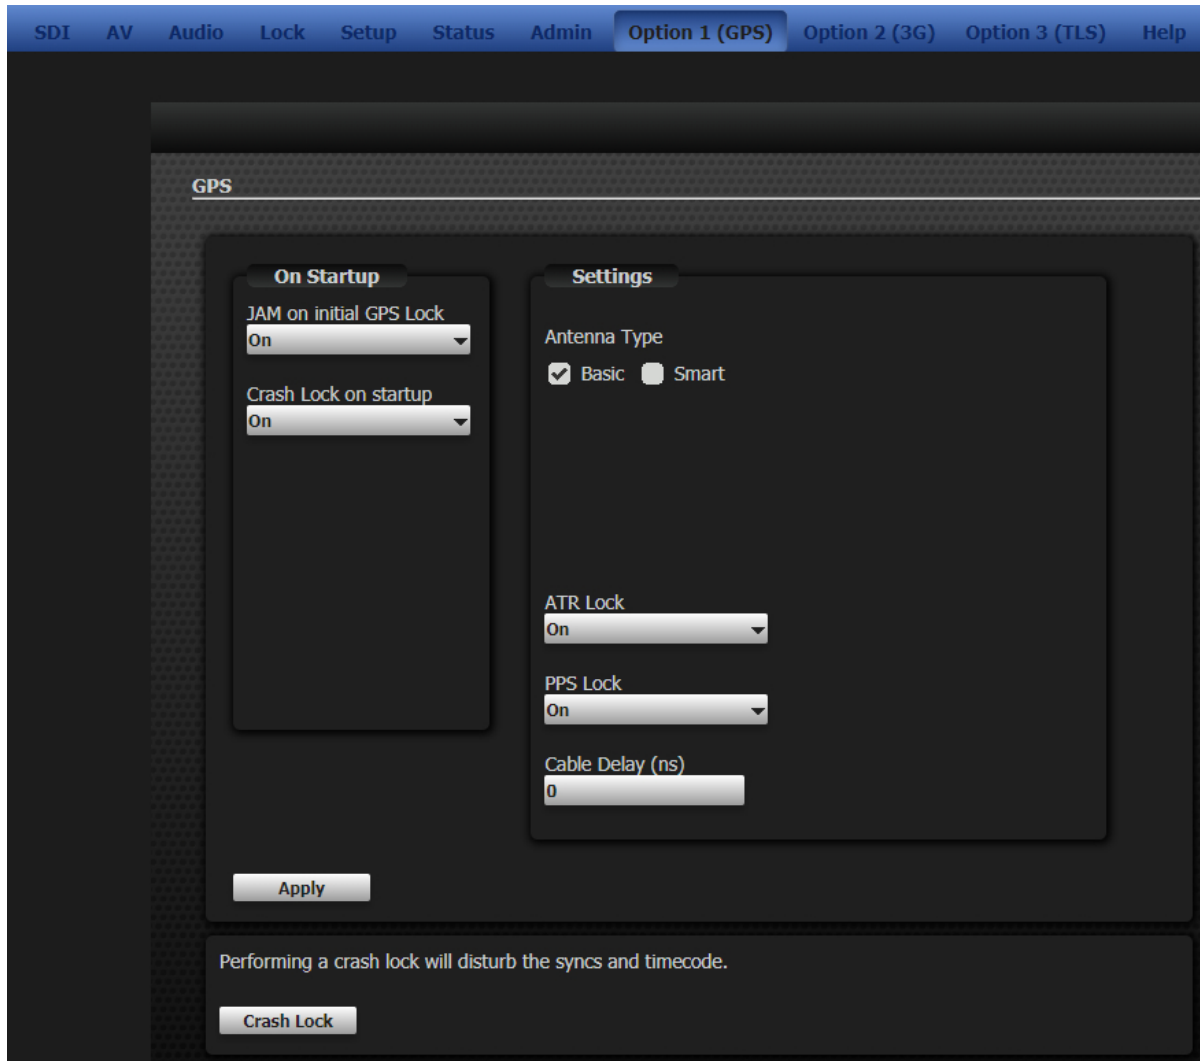 SDI AV Audio Lock Setup Status Admin Option 1 (GPS) Option 2 (3G) Option 3 (TLS) Help
GPS
On Startup
JAM on initial GPS Lock
On
Crash Lock on startup
On
Settings
Antenna Type
Basic Smart
ATR Lock
On
PPS Lock
On
Cable Delay (ns)
0
Apply
Performing a crash lock will disturb the syncs and timecode.
Crash Lock